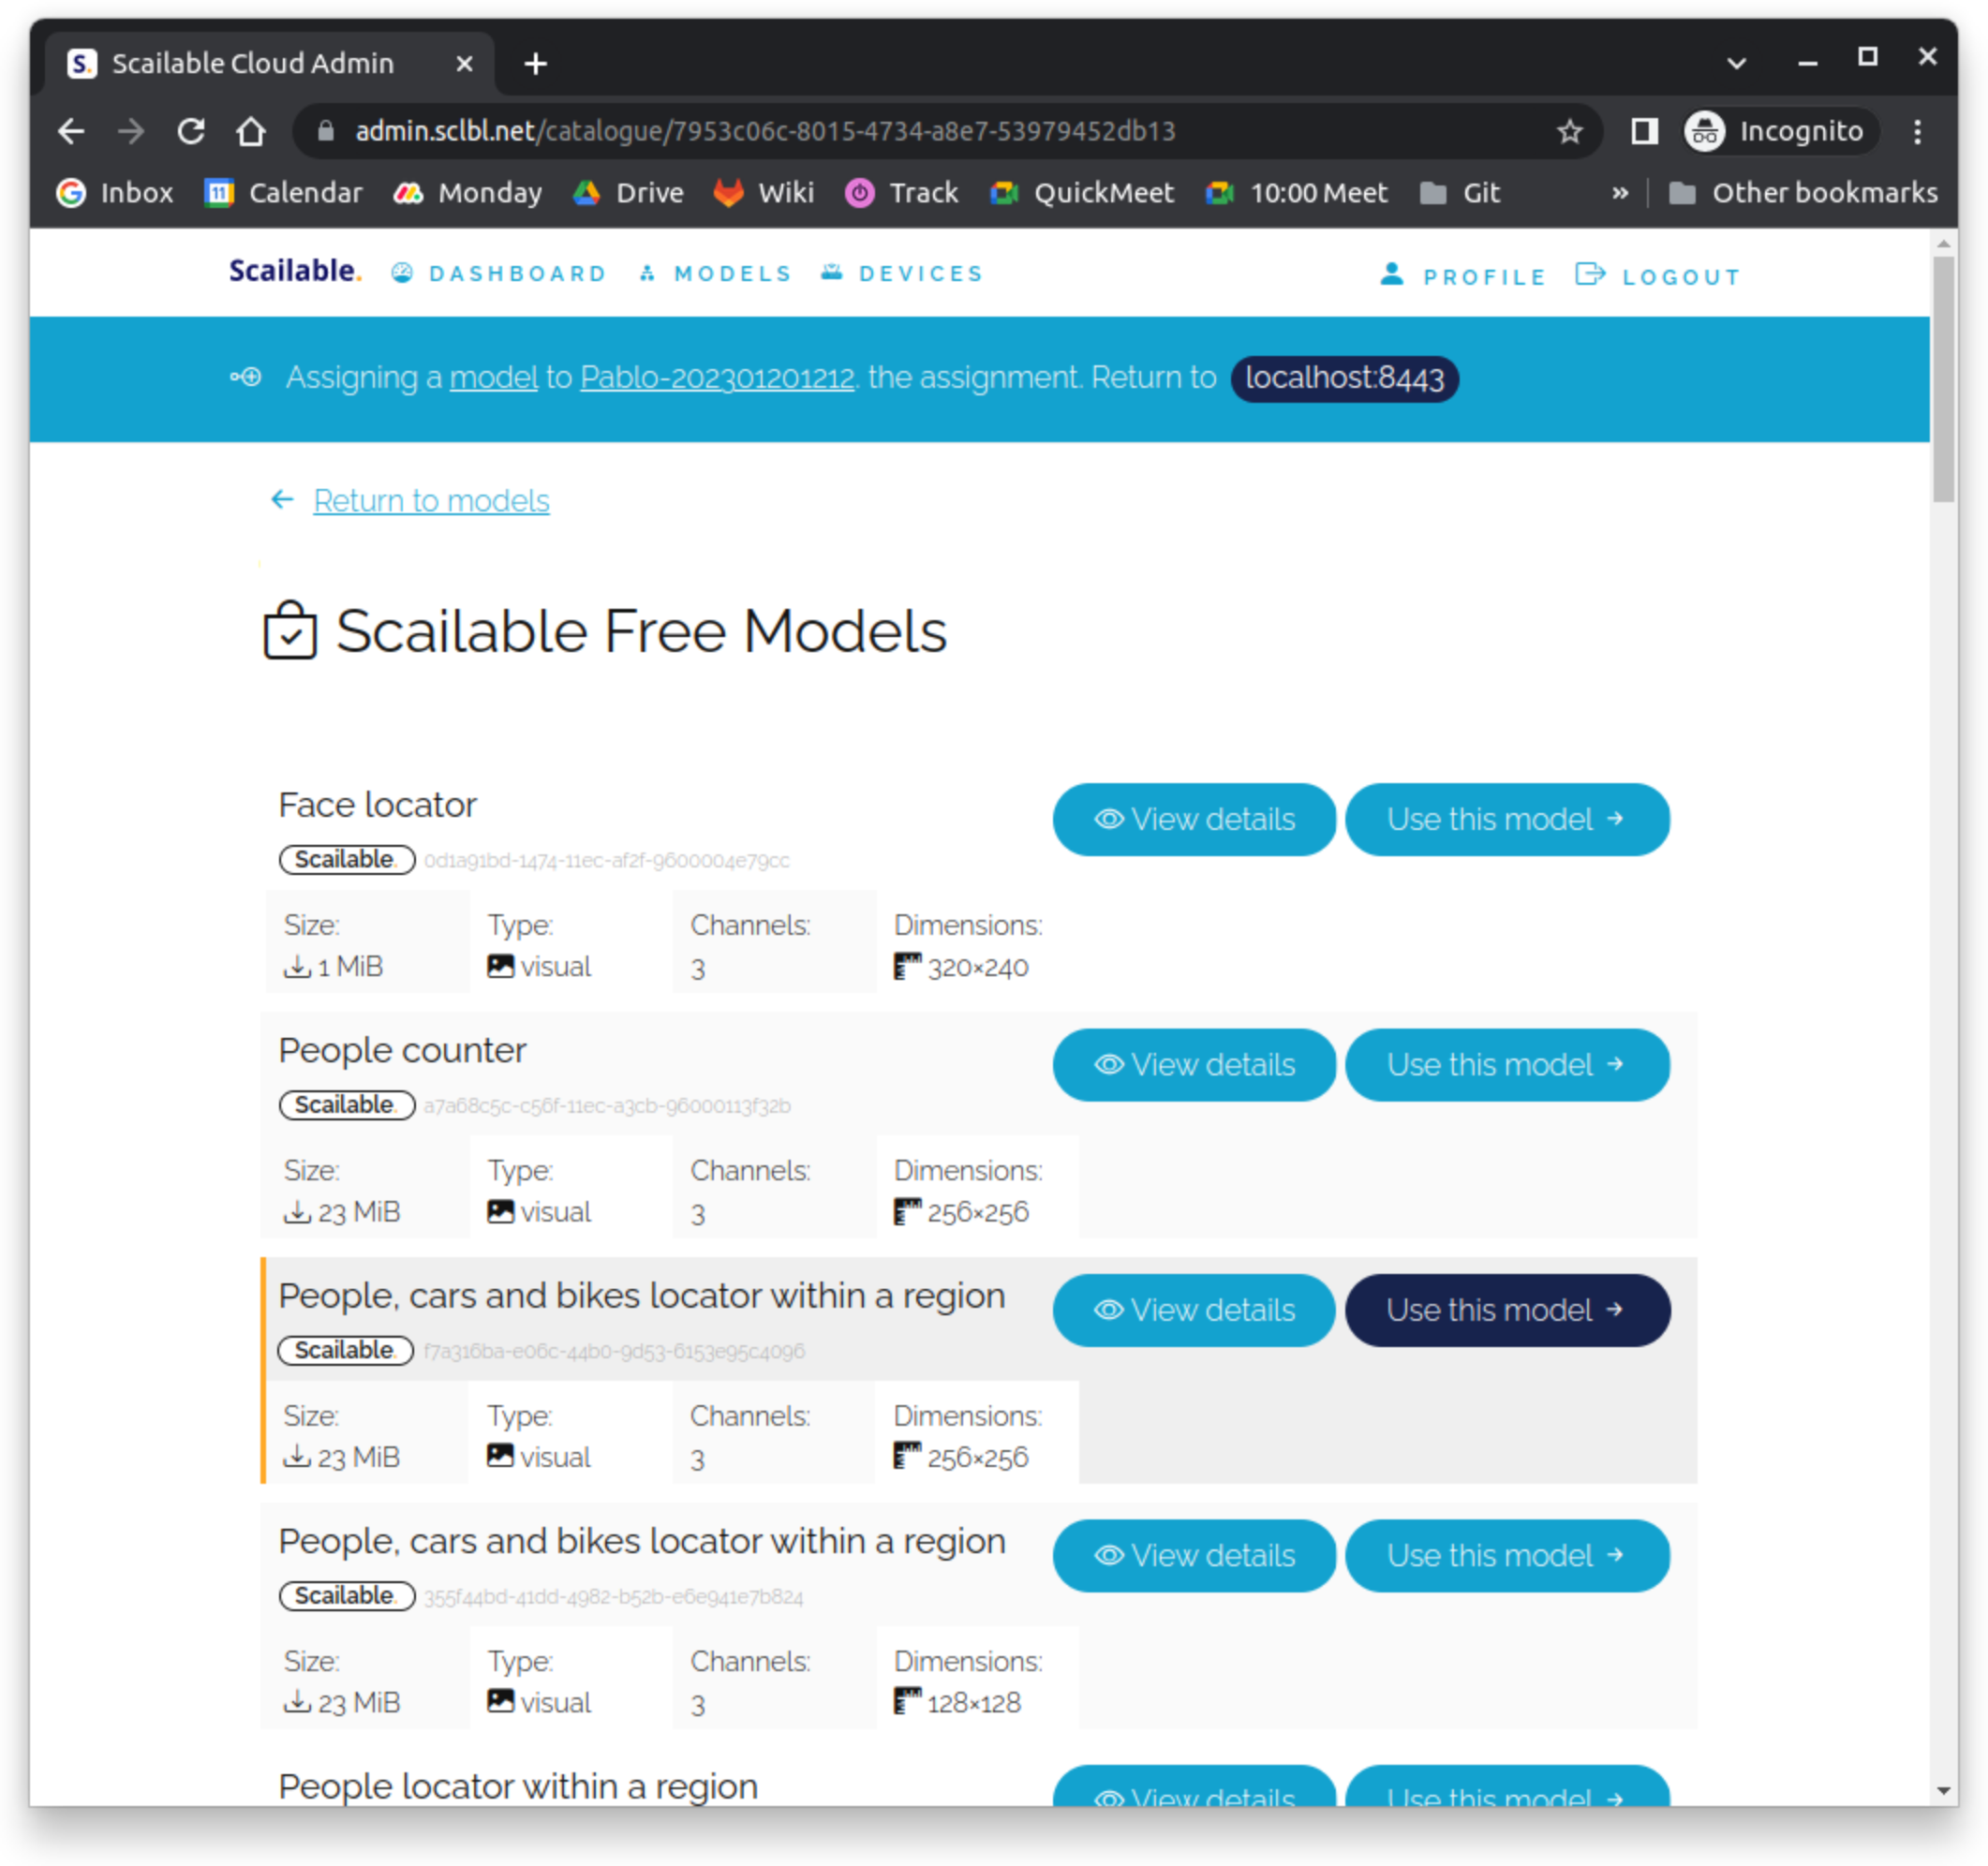 S. Scailable Cloud Admin
admin.sclbl.net/catalogue/7953c06c-8015-4734-a8e7-53979452db13 Incognito
Inbox 11 Calendar Monday Drive Wiki Track QuickMeet 10:00 Meet Git » Other bookmarks
Scailable. DASHBOARD MODELS DEVICES PROFILE LOGOUT
Assigning a model to Pablo-202301201212. the assignment. Return to localhost:8443
Return to models
Scailable Free Models
Face locator View details Use this model
Scailable. 0d1a91bd-1474-11ec-af2f-9600004e79cc
Size: Type: Channels: Dimensions:
1 MiB visual 3 320×240
People counter View details Use this model
Scailable. a7a68c5c-c56f-11ec-a3cb-96000113f32b
Size: Type: Channels: Dimensions:
23 MiB visual 3 256×256
People, cars and bikes locator within a region View details Use this model
Scailable. f7a316ba-e06c-44b0-9d53-6153e95c4096
Size: Type: Channels: Dimensions:
23 MiB visual 3 256×256
People, cars and bikes locator within a region View details Use this model
Scailable. 355f44bd-41dd-4982-b52b-e6e941e7b824
Size: Type: Channels: Dimensions:
23 MiB visual 3 128×128
People locator within a region View details Use this model